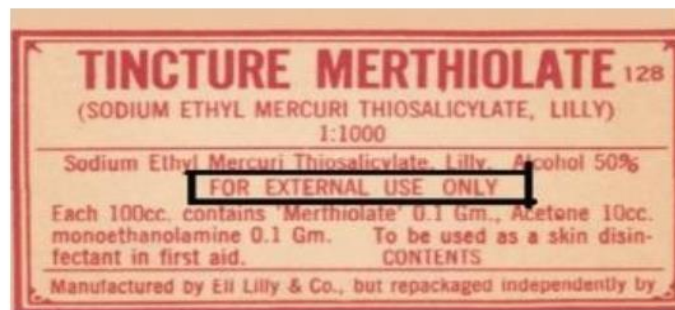 TINCTURE MERTHIOLATE 128
(SODIUM ETHYL MERCURI THIOSALICYLATE, LILLY)
1:1000
Sodium Ethyl Mercuri Thiosalicylate, Lilly. Alcohol 50%
FOR EXTERNAL USE ONLY
Each 100cc. contains 'Merthiolate' 0.1 Gm., Acetone 10cc.
monoethanolamine 0.1 Gm. To be used as a skin disin-
fectant in first aid. CONTENTS
Manufactured by Eli Lilly & Co., but repackaged independently by